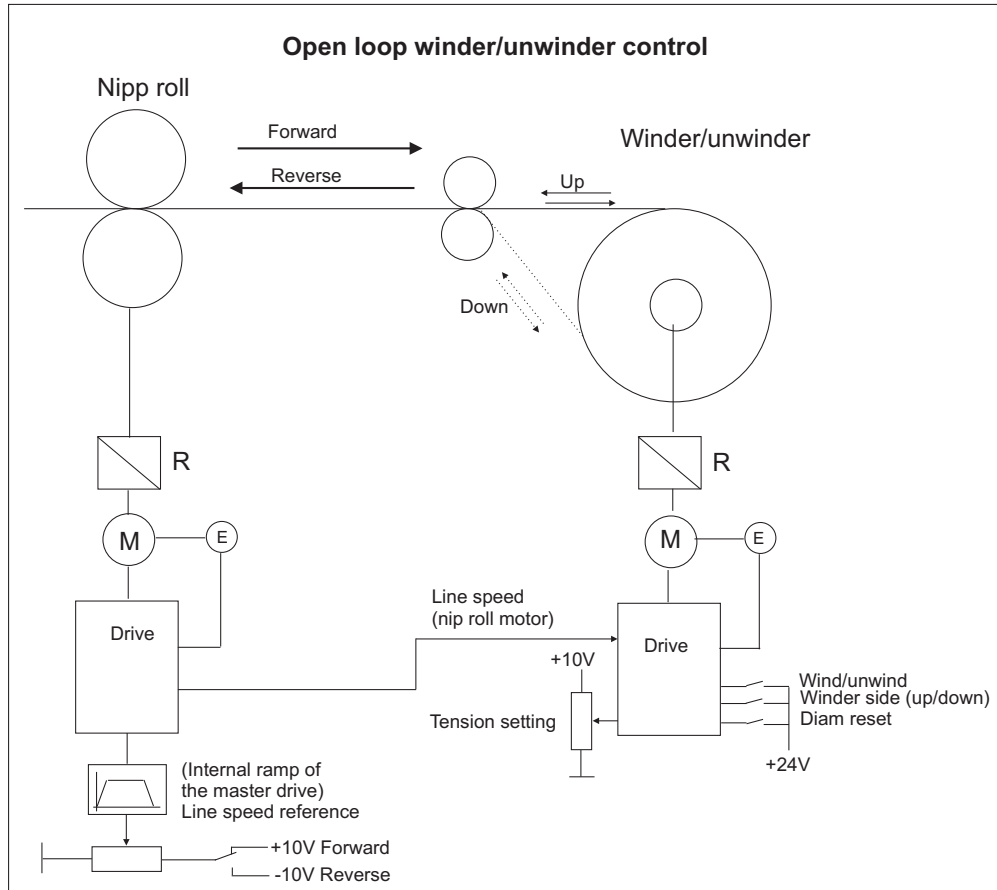 Open loop winder/unwinder control
Nipp roll
Forward
Winder/unwinder
Reverse
Up
Down
R
R
M
E
M
E
Line speed
(nip roll motor)
Drive
Drive
+10V
Wind/unwind
Winder side (up/down)
Tension setting
Diam reset
+24V
(Internal ramp of
the master drive)
Line speed reference
+10V Forward
-10V Reverse